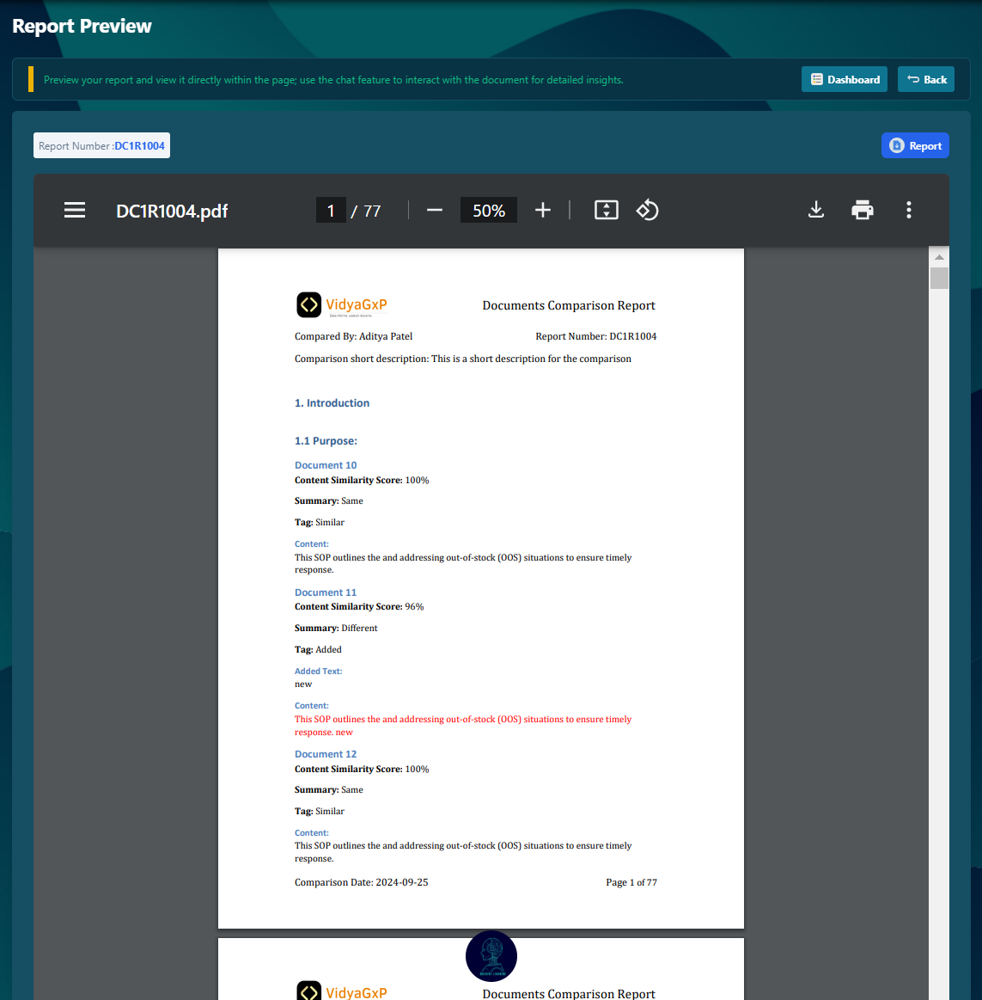 Report Preview
Preview your report and view it directly within the page; use the chat feature to interact with the document for detailed insights.
Dashboard
Back
Report Number :DC1R1004
Report
DC1R1004.pdf
1 / 77
50%
VidyaGxP
Documents Comparison Report
Compared By: Aditya Patel
Report Number: DC1R1004
Comparison short description: This is a short description for the comparison
1. Introduction
1.1 Purpose:
Document 10
Content Similarity Score: 100%
Summary: Same
Tag: Similar
Content:
This SOP outlines the and addressing out-of-stock (OOS) situations to ensure timely
response.
Document 11
Content Similarity Score: 96%
Summary: Different
Tag: Added
Added Text:
new
Content:
This SOP outlines the and addressing out-of-stock (OOS) situations to ensure timely
response. new
Document 12
Content Similarity Score: 100%
Summary: Same
Tag: Similar
Content:
This SOP outlines the and addressing out-of-stock (OOS) situations to ensure timely
response.
Comparison Date: 2024-09-25
Page 1 of 77
VidyaGxP
Documents Comparison Report